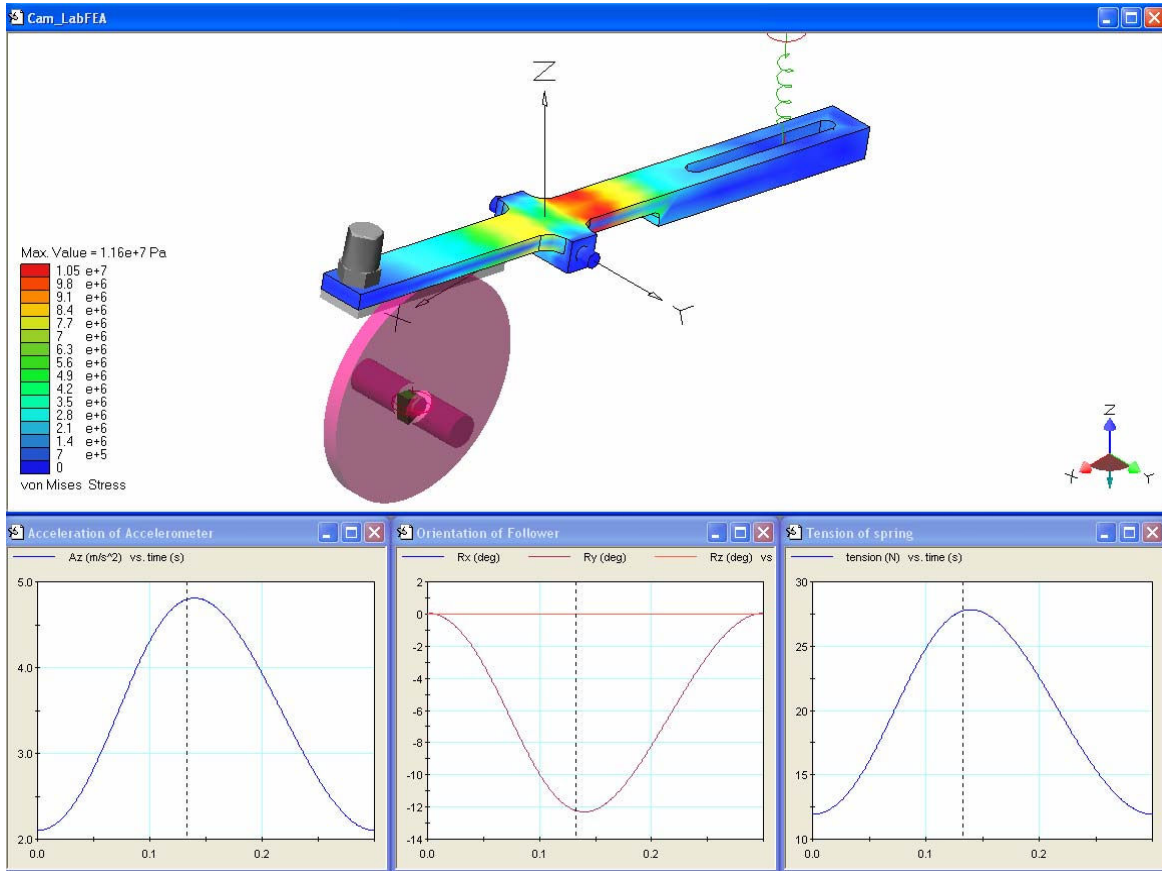 Cam_LabFEA
Z
Y
X
Max. Value = 1.16e+7 Pa
1.05 e+7
9.8 e+6
9.1 e+6
8.4 e+6
7.7 e+6
7 e+6
6.3 e+6
5.6 e+6
4.9 e+6
4.2 e+6
3.5 e+6
2.8 e+6
2.1 e+6
1.4 e+6
7 e+5
0
von Mises Stress
Z
X
Y
Acceleration of Accelerometer
Az (m/s^2) vs. time (s)
5.0
4.0
3.0
2.0
0.0 0.1 0.2
Orientation of Follower
Rx (deg) Ry (deg) Rz (deg) vs
2
0
-2
-4
-6
-8
-10
-12
-14
0.0 0.1 0.2
Tension of spring
tension (N) vs. time (s)
30
25
20
15
10
0.0 0.1 0.2